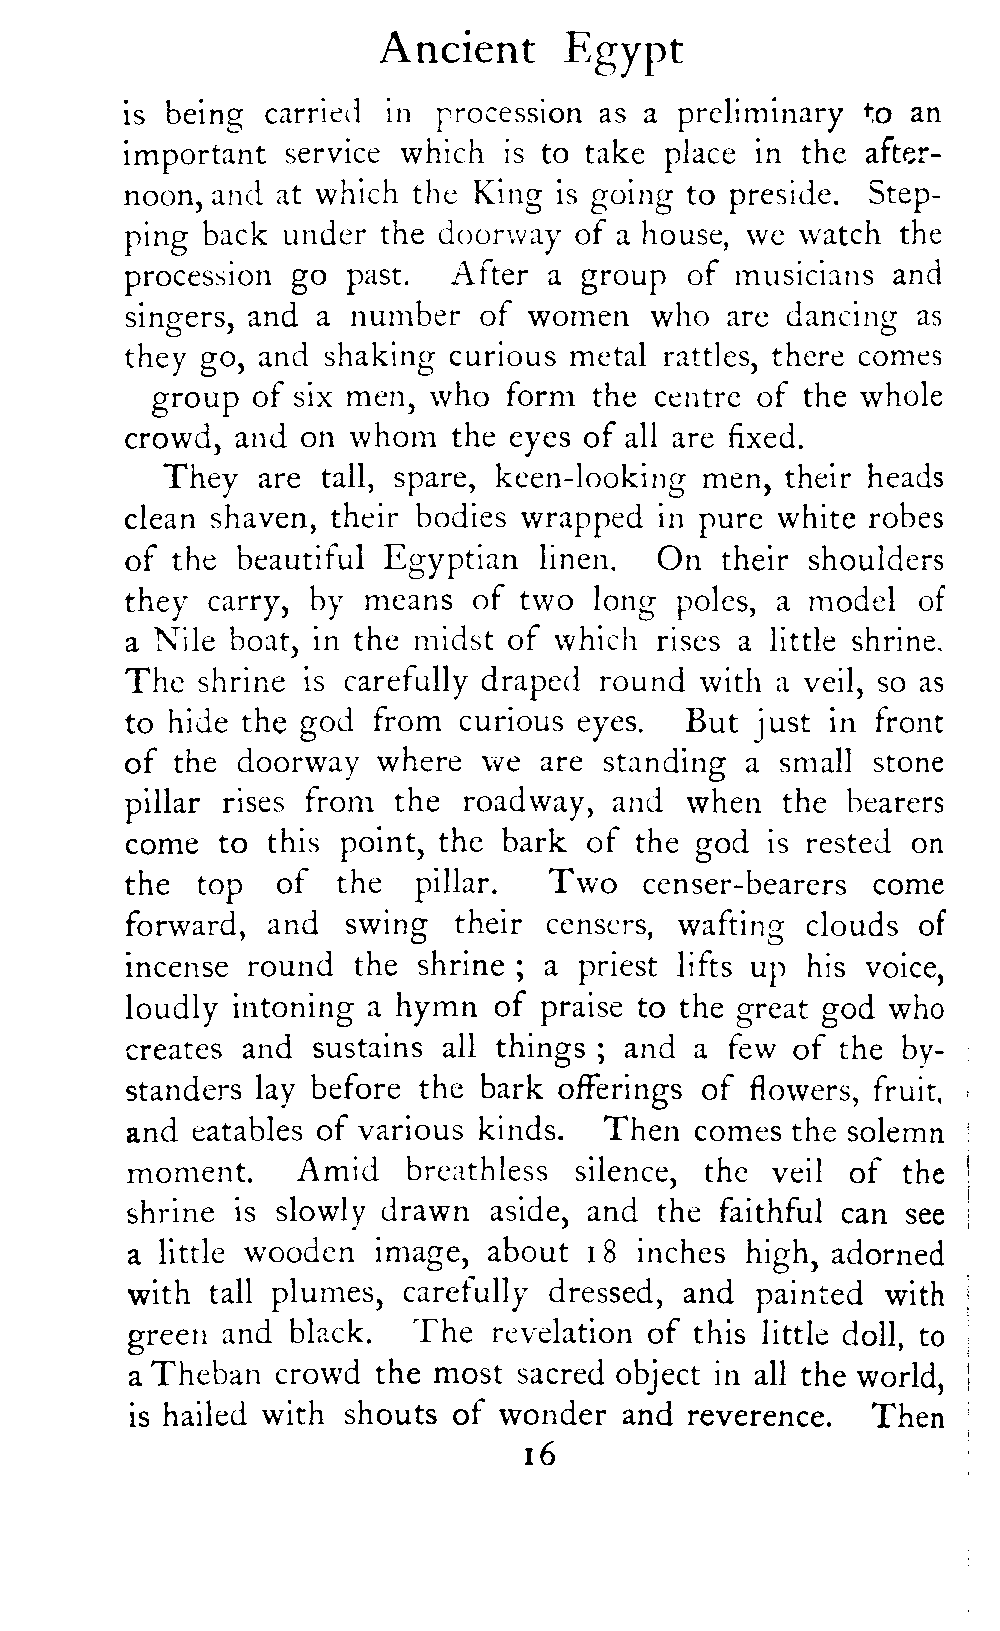 Ancient Egypt
is being carried in procession as a preliminary to an
important service which is to take place in the after-
noon, and at which the King is going to preside. Step-
ping back under the doorway of a house, we watch the
procession go past. After a group of musicians and
singers, and a number of women who are dancing as
they go, and shaking curious metal rattles, there comes
group of six men, who form the centre of the whole
crowd, and on whom the eyes of all are fixed.
They are tall, spare, keen-looking men, their heads
clean shaven, their bodies wrapped in pure white robes
of the beautiful Egyptian linen. On their shoulders
they carry, by means of two long poles, a model of
a Nile boat, in the midst of which rises a little shrine.
The shrine is carefully draped round with a veil, so as
to hide the god from curious eyes. But just in front
of the doorway where we are standing a small stone
pillar rises from the roadway, and when the bearers
come to this point, the bark of the god is rested on
the top of the pillar. Two censer-bearers come
forward, and swing their censers, wafting clouds of
incense round the shrine ; a priest lifts up his voice,
loudly intoning a hymn of praise to the great god who
creates and sustains all things ; and a few of the by-
standers lay before the bark offerings of flowers, fruit,
and eatables of various kinds. Then comes the solemn
moment. Amid breathless silence, the veil of the
shrine is slowly drawn aside, and the faithful can see
a little wooden image, about 18 inches high, adorned
with tall plumes, carefully dressed, and painted with
green and black. The revelation of this little doll, to
a Theban crowd the most sacred object in all the world,
is hailed with shouts of wonder and reverence. Then
16